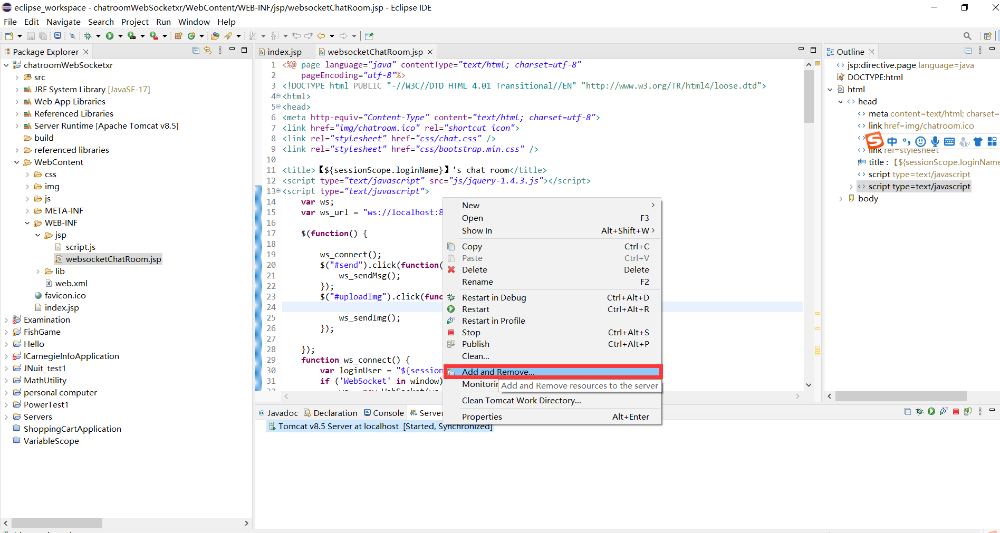 eclipse_workspace - chatroomWebSocketxr/WebContent/WEB-INF/jsp/websocketChatRoom.jsp - Eclipse IDE
File Edit Navigate Search Project Run Window Help
Package Explorer
chatroomWebSocketxr
src
JRE System Library [JavaSE-17]
Web App Libraries
Referenced Libraries
Server Runtime [Apache Tomcat v8.5]
build
referenced libraries
WebContent
css
img
js
META-INF
WEB-INF
jsp
script.js
websocketChatRoom.jsp
lib
web.xml
favicon.ico
index.jsp
Examination
FishGame
Hello
ICarnegieInfoApplication
JNuit_test1
MathUtility
personal computer
PowerTest1
Servers
ShoppingCartApplication
VariableScope
index.jsp websocketChatRoom.jsp
1 <%@ page language="java" contentType="text/html; charset=utf-8"
2 pageEncoding="utf-8"%>
3 <!DOCTYPE html PUBLIC "-//W3C//DTD HTML 4.01 Transitional//EN" "http://www.w3.org/TR/html4/loose.dtd">
4 <html>
5 <head>
6 <meta http-equiv="Content-Type" content="text/html; charset=utf-8">
7 <link href="img/chatroom.ico" rel="shortcut icon">
8 <link rel="stylesheet" href="css/chat.css" />
9 <link rel="stylesheet" href="css/bootstrap.min.css" />
10
11 <title>【${sessionScope.loginName}】's chat room</title>
12 <script type="text/javascript" src="js/jquery-1.4.3.js"></script>
13 <script type="text/javascript">
14 var ws;
15 var ws_url = "ws://localhost:8
16
17 $(function() {
18
19 ws_connect();
20 $("#send").click(function(
21 ws_sendMsg();
22 });
23 $("#uploadImg").click(func
24
25 ws_sendImg();
26 });
27
28 });
29 function ws_connect() {
30 var loginUser = "${session
31 if ('WebSocket' in window)
New
Open F3
Show In Alt+Shift+W
Copy Ctrl+C
Paste Ctrl+V
Delete Delete
Rename F2
Restart in Debug Ctrl+Alt+D
Restart Ctrl+Alt+R
Restart in Profile
Stop Ctrl+Alt+S
Publish Ctrl+Alt+P
Clean...
Add and Remove...
Monitorin
Add and Remove resources to the server
Clean Tomcat Work Directory...
Properties Alt+Enter
@ Javadoc Declaration Console Server
Tomcat v8.5 Server at localhost [Started, Synchronized]
Outline
jsp:directive.page language=java
DOCTYPE:html
html
head
meta content=text/html; charset=
link href=img/chatroom.ico
中
link rel=stylesheet
title : 【${sessionScope.loginName
script type=text/javascript
script type=text/javascript
body